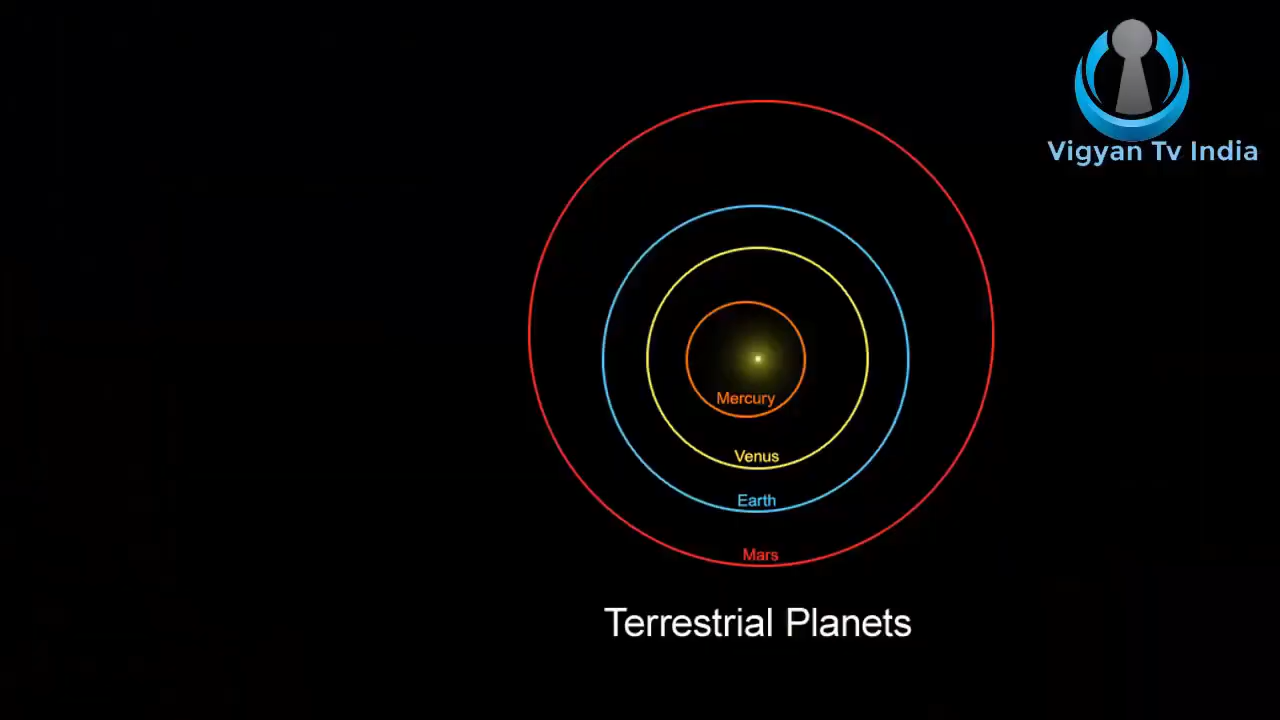 Vigyan Tv India
Mercury
Venus
Earth
Mars
Terrestrial Planets